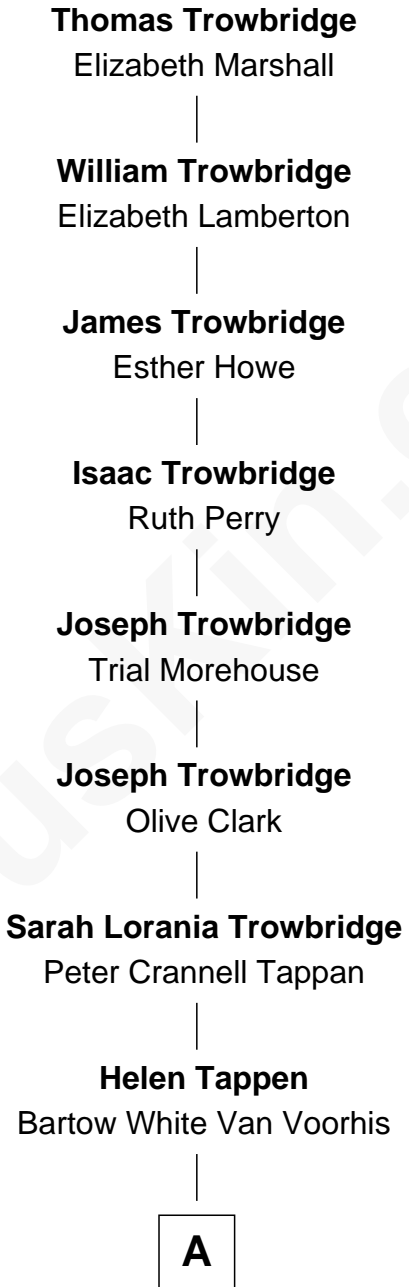 Thomas Trowbridge
Elizabeth Marshall
William Trowbridge
Elizabeth Lamberton
James Trowbridge
Esther Howe
Isaac Trowbridge
Ruth Perry
Joseph Trowbridge
Trial Morehouse
Joseph Trowbridge
Olive Clark
Sarah Lorania Trowbridge
Peter Crannell Tappan
Helen Tappen
Bartow White Van Voorhis
A